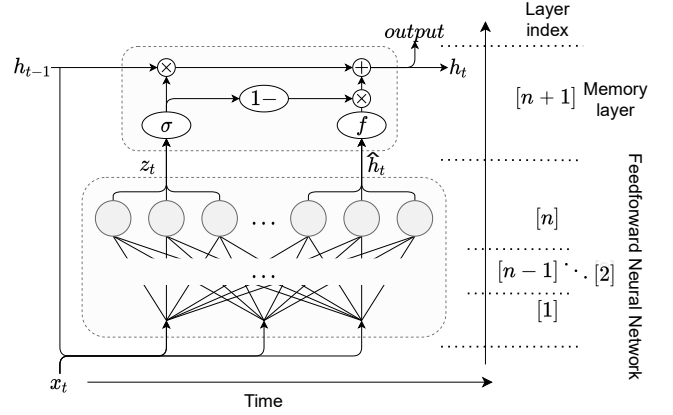 Layer
index
output
h_{t-1}
h_t
1-
[n + 1]
Memory
layer
σ
f
z_t
ĥ_t
[n]
...
[n - 1] ⋱ [2]
...
[1]
Feedforward Neural Network
x_t
Time